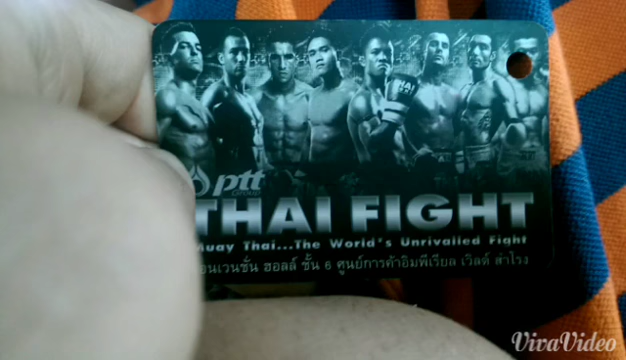 ptt
Group
THAI FIGHT
Muay Thai...The World's Unrivalled Fight
อนเวนชั่น ฮอลล์ ชั้น 6 ศูนย์การค้าอิมพีเรียล เวิลด์ สำโรง
VivaVideo